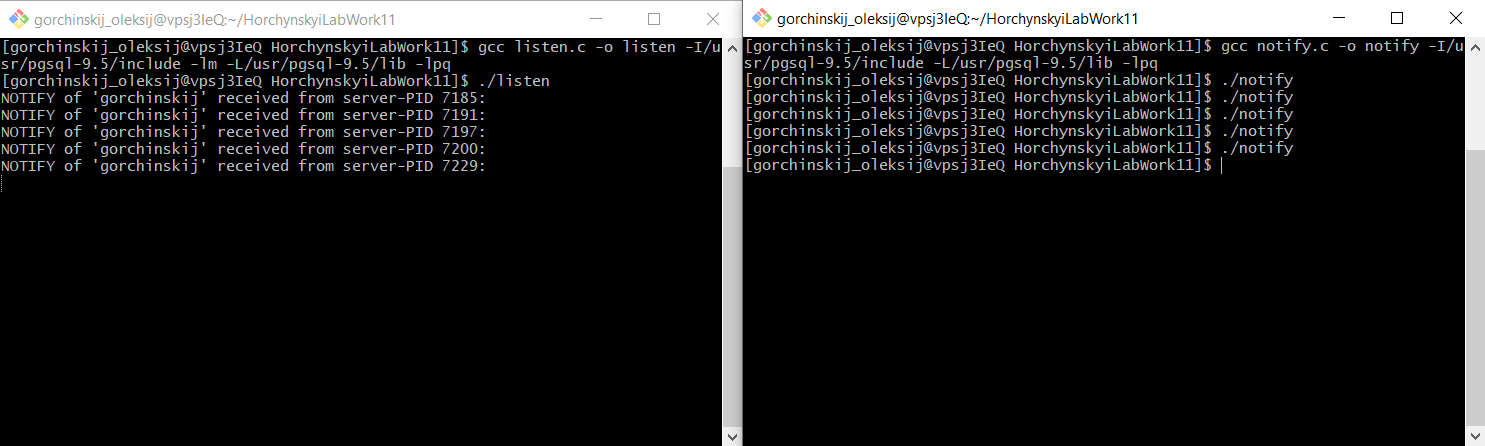 gorchinskij_oleksij@vpsj3IeQ:~/HorchynskyiLabWork11
[gorchinskij_oleksij@vpsj3IeQ HorchynskyiLabWork11]$ gcc listen.c -o listen -I/u
sr/pgsql-9.5/include -lm -L/usr/pgsql-9.5/lib -lpq
[gorchinskij_oleksij@vpsj3IeQ HorchynskyiLabWork11]$ ./listen
NOTIFY of 'gorchinskij' received from server-PID 7185:
NOTIFY of 'gorchinskij' received from server-PID 7191:
NOTIFY of 'gorchinskij' received from server-PID 7197:
NOTIFY of 'gorchinskij' received from server-PID 7200:
NOTIFY of 'gorchinskij' received from server-PID 7229:
gorchinskij_oleksij@vpsj3IeQ:~/HorchynskyiLabWork11
[gorchinskij_oleksij@vpsj3IeQ HorchynskyiLabWork11]$ gcc notify.c -o notify -I/u
sr/pgsql-9.5/include -L/usr/pgsql-9.5/lib -lpq
[gorchinskij_oleksij@vpsj3IeQ HorchynskyiLabWork11]$ ./notify
[gorchinskij_oleksij@vpsj3IeQ HorchynskyiLabWork11]$ ./notify
[gorchinskij_oleksij@vpsj3IeQ HorchynskyiLabWork11]$ ./notify
[gorchinskij_oleksij@vpsj3IeQ HorchynskyiLabWork11]$ ./notify
[gorchinskij_oleksij@vpsj3IeQ HorchynskyiLabWork11]$ ./notify
[gorchinskij_oleksij@vpsj3IeQ HorchynskyiLabWork11]$